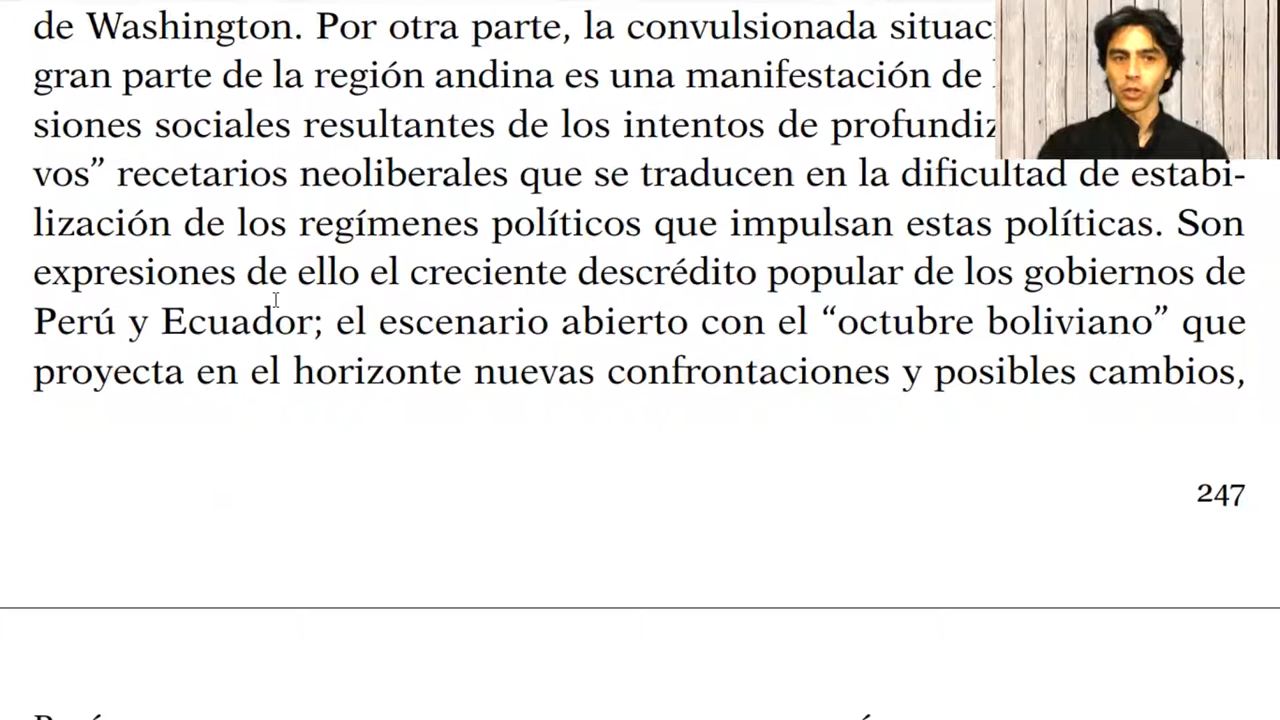 de Washington. Por otra parte, la convulsionada
gran parte de la región andina es una manifestación de
siones sociales resultantes de los intentos de
vos” recetarios neoliberales que se traducen en la dificultad de estabi-
lización de los regímenes políticos que impulsan estas políticas. Son
expresiones de ello el creciente descrédito popular de los gobiernos de
Perú y Ecuador; el escenario abierto con el “octubre boliviano” que
proyecta en el horizonte nuevas confrontaciones y posibles cambios,
247